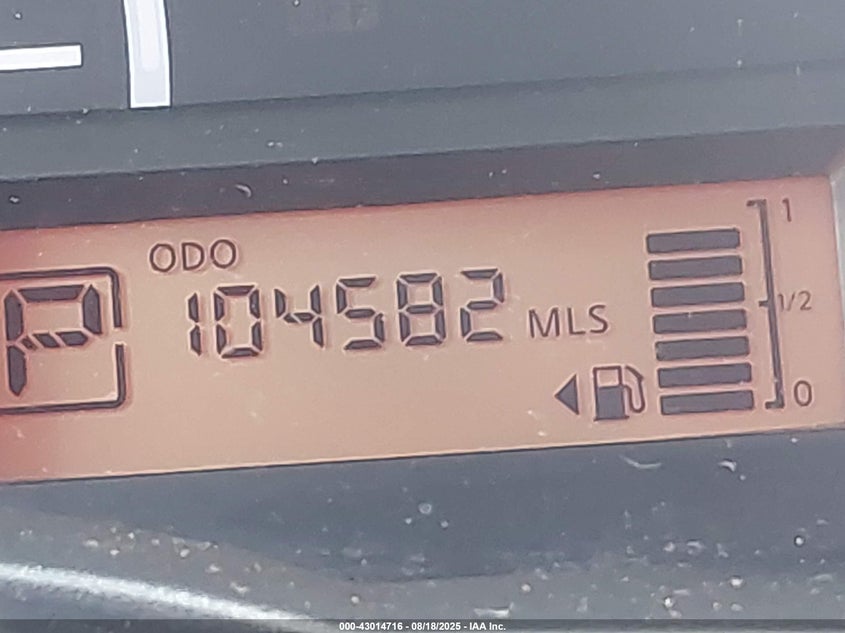 ODO
1
P
104582 MLS
1/2
0
000-43014716 - 08/18/2025 - IAA Inc.